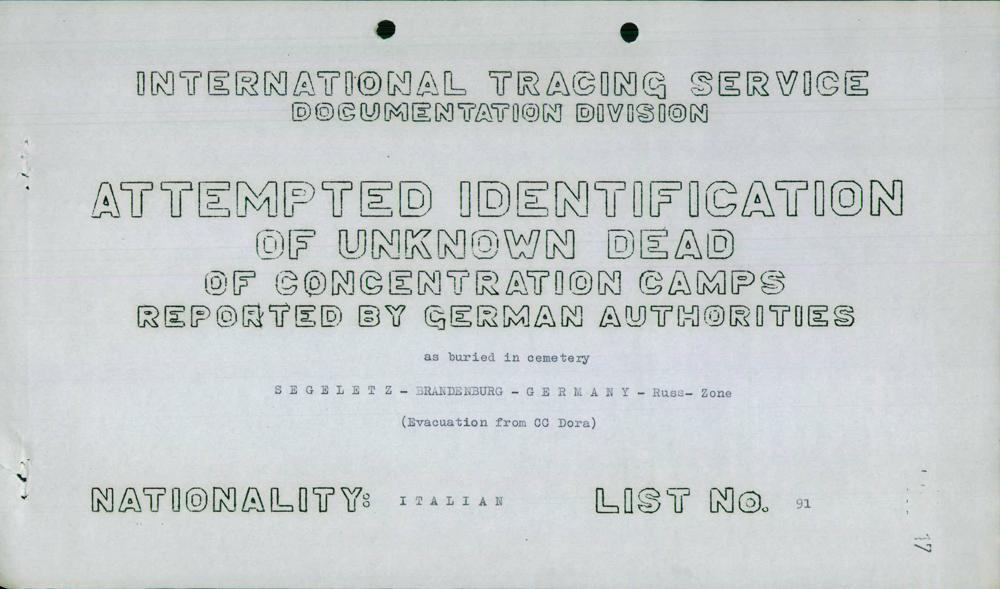 INTERNATIONAL TRACING SERVICE
DOCUMENTATION DIVISION
ATTEMPTED IDENTIFICATION
OF UNKNOWN DEAD
OF CONCENTRATION CAMPS
REPORTED BY GERMAN AUTHORITIES
as buried in cemetery
S E G E L E T Z - BRANDENBURG - G E R M A N Y - Russ- Zone
(Evacuation from CC Dora)
NATIONALITY: I T A L I A N LIST No. 91
17